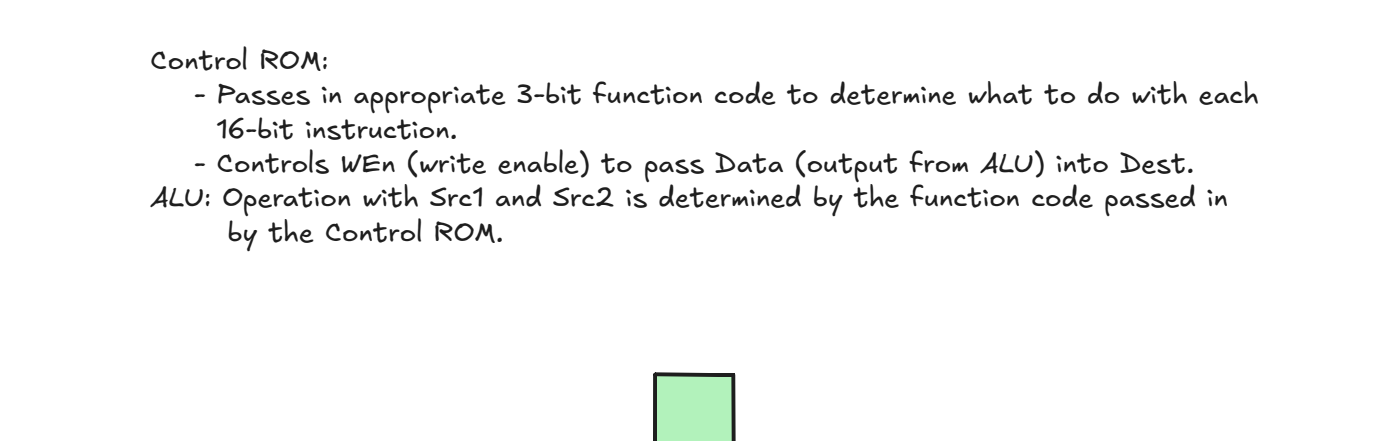 Control ROM:
- Passes in appropriate 3-bit function code to determine what to do with each
16-bit instruction.
- Controls WEn (write enable) to pass Data (output from ALU) into Dest.
ALU: Operation with Src1 and Src2 is determined by the function code passed in
by the Control ROM.